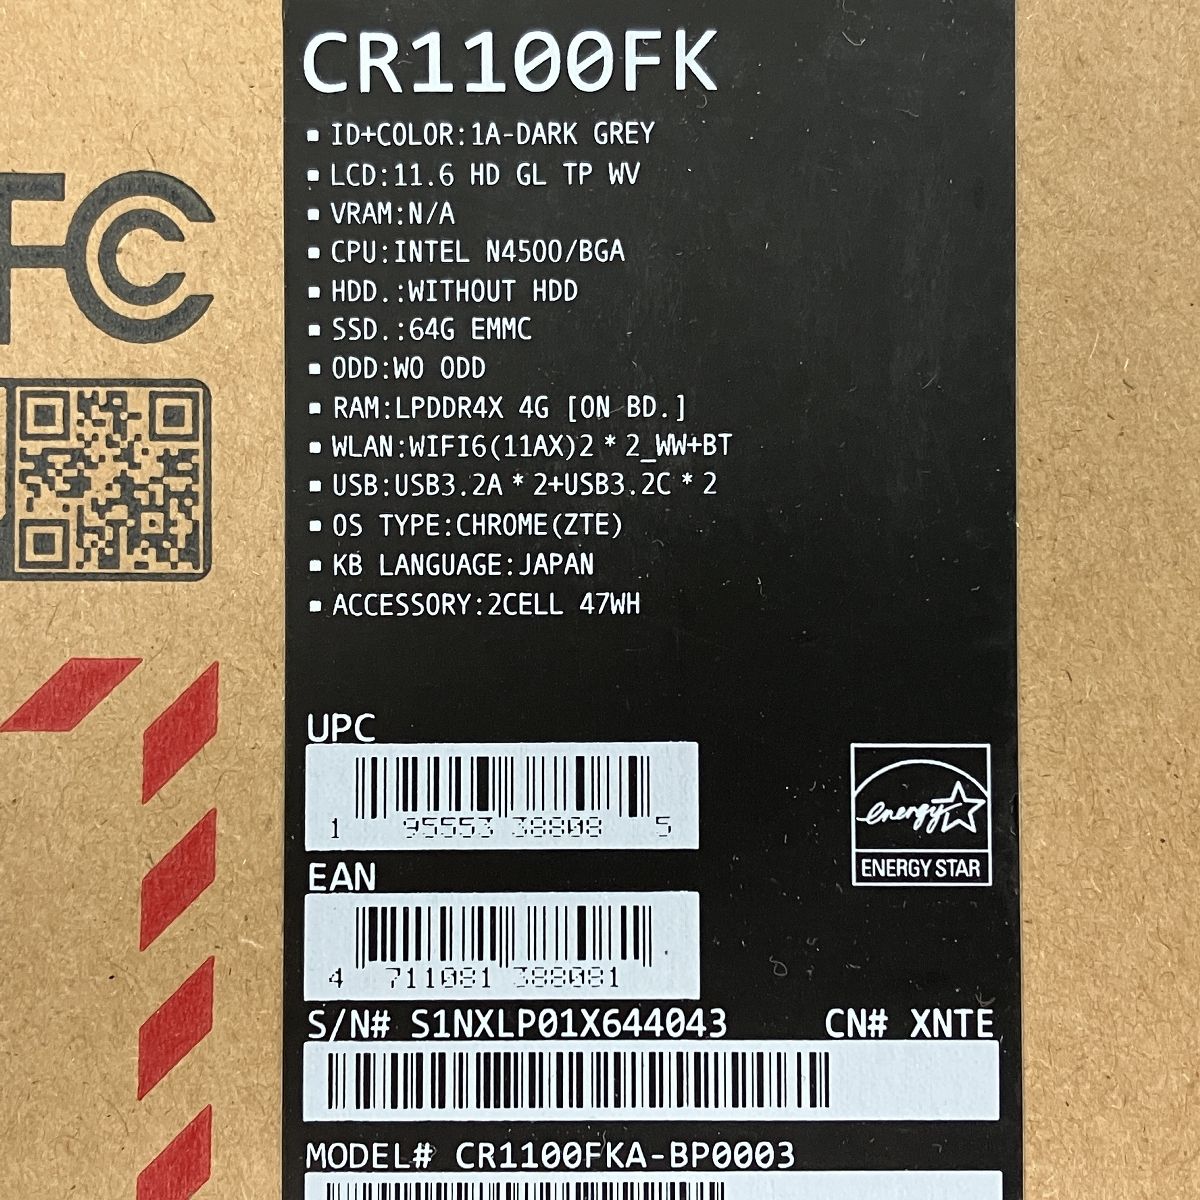 CR1100FK
▪ ID+COLOR:1A-DARK GREY
▪ LCD:11.6 HD GL TP WV
▪ VRAM:N/A
▪ CPU:INTEL N4500/BGA
▪ HDD.:WITHOUT HDD
▪ SSD.:64G EMMC
▪ ODD:WO ODD
▪ RAM:LPDDR4X 4G [ON BD.]
▪ WLAN:WIFI6(11AX)2*2_WW+BT
▪ USB:USB3.2A*2+USB3.2C*2
▪ OS TYPE:CHROME(ZTE)
▪ KB LANGUAGE:JAPAN
▪ ACCESSORY:2CELL 47WH
UPC
1 95553 38808 5
energy
ENERGY STAR
EAN
4 711081 388081
S/N# S1NXLP01X644043 CN# XNTE
MODEL# CR1100FKA-BP0003
FC